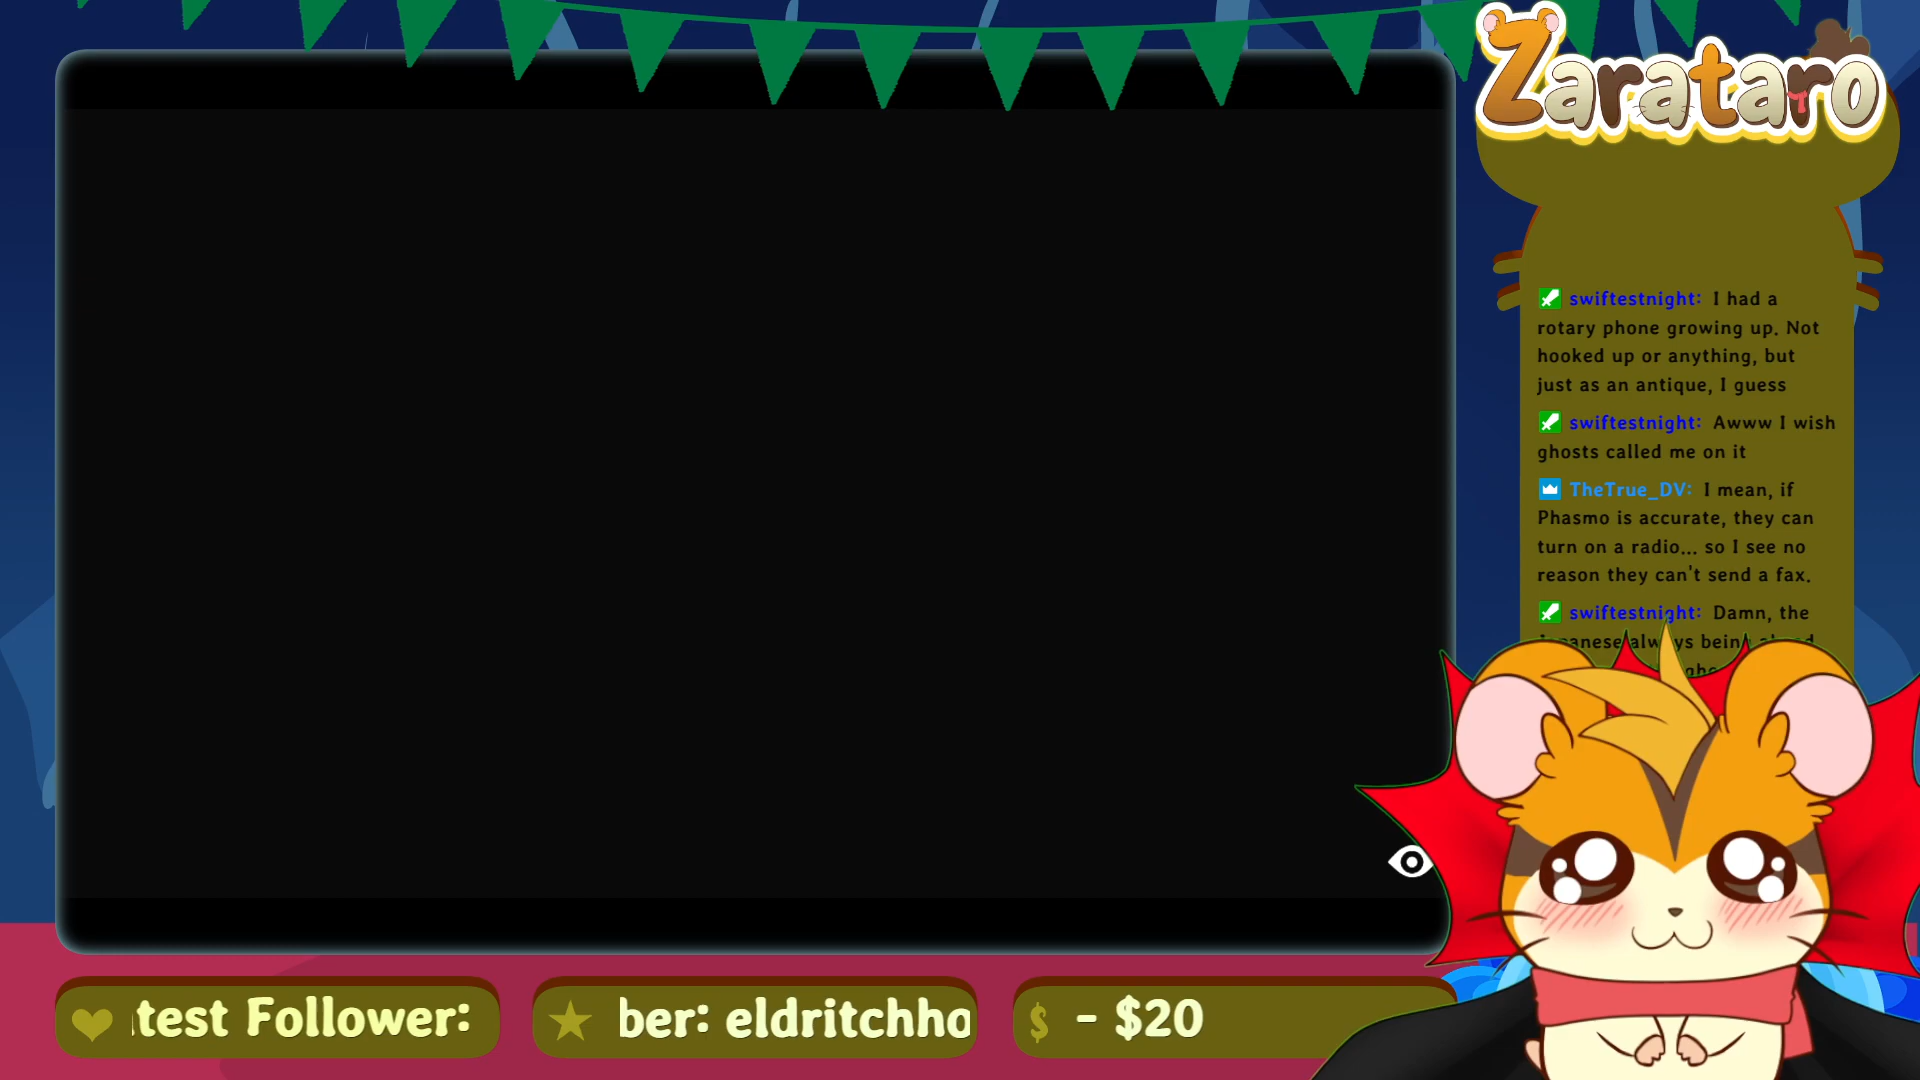 Zarataro
swiftestnight: I had a
rotary phone growing up. Not
hooked up or anything, but
just as an antique, I guess
swiftestnight: Awww I wish
ghosts called me on it
TheTrue_DV: I mean, if
Phasmo is accurate, they can
turn on a radio... so I see no
reason they can't send a fax.
swiftestnight: Damn, the
always being
test Follower:
ber: eldritchho
- $20